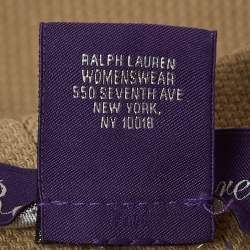 RALPH LAUREN
WOMENSWEAR
550 SEVENTH AVE
NEW YORK,
NY 10018